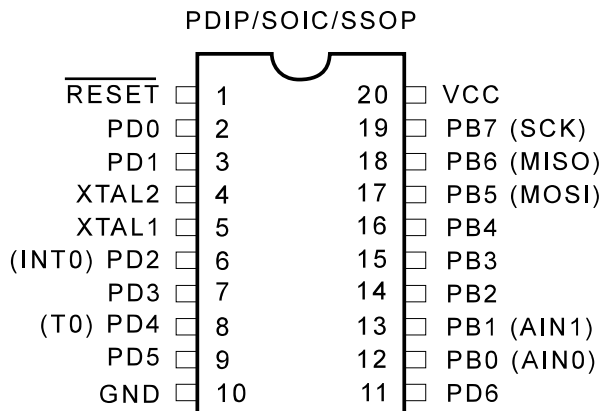 PDIP/SOIC/SSOP
RESET 1 20 VCC
PD0 2 19 PB7 (SCK)
PD1 3 18 PB6 (MISO)
XTAL2 4 17 PB5 (MOSI)
XTAL1 5 16 PB4
(INT0) PD2 6 15 PB3
PD3 7 14 PB2
(T0) PD4 8 13 PB1 (AIN1)
PD5 9 12 PB0 (AIN0)
GND 10 11 PD6